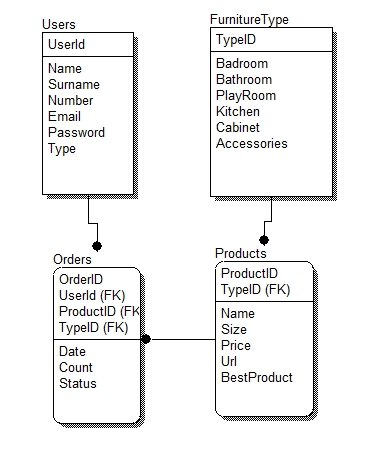 Users
UserId
Name
Surname
Number
Email
Password
Type
FurnitureType
TypeID
Badroom
Bathroom
PlayRoom
Kitchen
Cabinet
Accessories
Orders
OrderID
UserId (FK)
ProductID (FK
TypeID (FK)
Date
Count
Status
Products
ProductID
TypeID (FK)
Name
Size
Price
Url
BestProduct